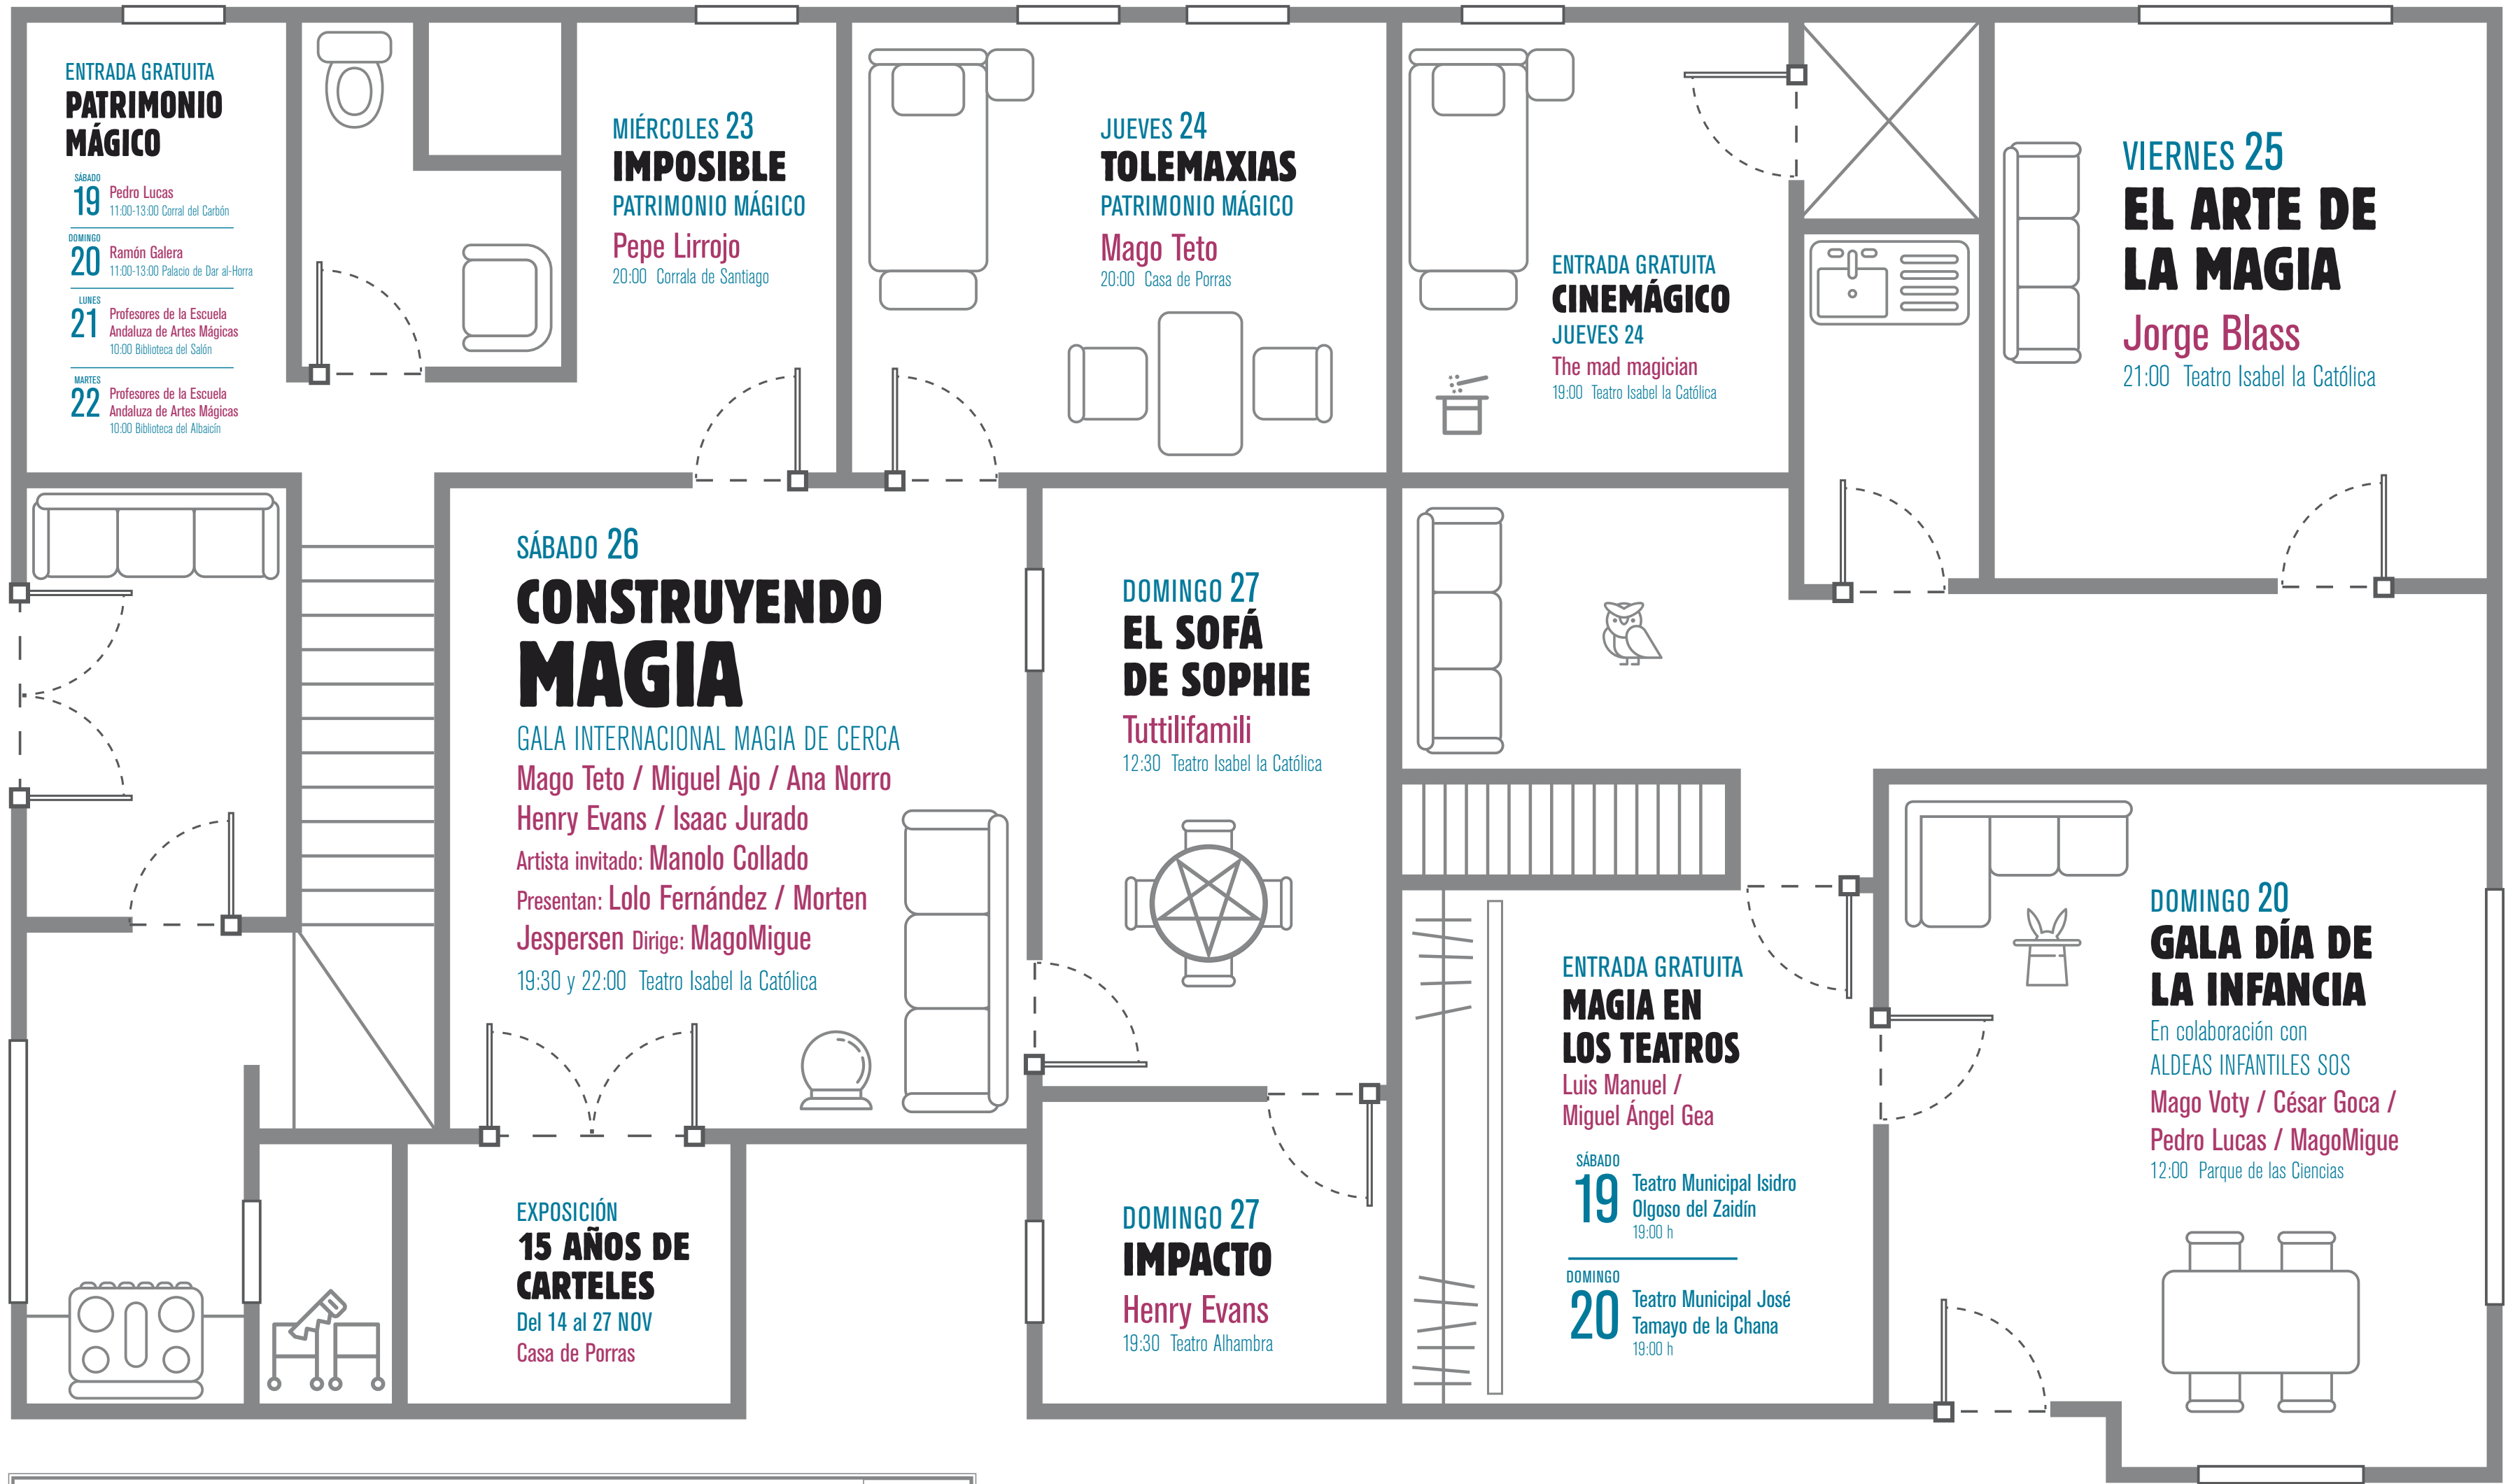 ENTRADA GRATUITA
PATRIMONIO
MÁGICO
SÁBADO
19 Pedro Lucas
11:00-13:00 Corral del Carbón
DOMINGO
20 Ramón Galera
11:00-13:00 Palacio de Dar al-Horra
LUNES
21 Profesores de la Escuela
Andaluza de Artes Mágicas
10:00 Biblioteca del Salón
MARTES
22 Profesores de la Escuela
Andaluza de Artes Mágicas
10:00 Biblioteca del Albaicín
MIÉRCOLES 23
IMPOSIBLE
PATRIMONIO MÁGICO
Pepe Lirrojo
20:00 Corrala de Santiago
JUEVES 24
TOLEMAXIAS
PATRIMONIO MÁGICO
Mago Teto
20:00 Casa de Porras
ENTRADA GRATUITA
CINEMÁGICO
JUEVES 24
The mad magician
19:00 Teatro Isabel la Católica
VIERNES 25
EL ARTE DE
LA MAGIA
Jorge Blass
21:00 Teatro Isabel la Católica
SÁBADO 26
CONSTRUYENDO
MAGIA
GALA INTERNACIONAL MAGIA DE CERCA
Mago Teto / Miguel Ajo / Ana Norro
Henry Evans / Isaac Jurado
Artista invitado: Manolo Collado
Presentan: Lolo Fernández / Morten
Jespersen Dirige: MagoMigue
19:30 y 22:00 Teatro Isabel la Católica
DOMINGO 27
EL SOFÁ
DE SOPHIE
Tuttilifamili
12:30 Teatro Isabel la Católica
ENTRADA GRATUITA
MAGIA EN
LOS TEATROS
Luis Manuel /
Miguel Ángel Gea
SÁBADO
19 Teatro Municipal Isidro
Olgoso del Zaidín
19:00 h
DOMINGO
20 Teatro Municipal José
Tamayo de la Chana
19:00 h
DOMINGO 20
GALA DÍA DE
LA INFANCIA
En colaboración con
ALDEAS INFANTILES SOS
Mago Voty / César Goca /
Pedro Lucas / MagoMigue
12:00 Parque de las Ciencias
EXPOSICIÓN
15 AÑOS DE
CARTELES
Del 14 al 27 NOV
Casa de Porras
DOMINGO 27
IMPACTO
Henry Evans
19:30 Teatro Alhambra